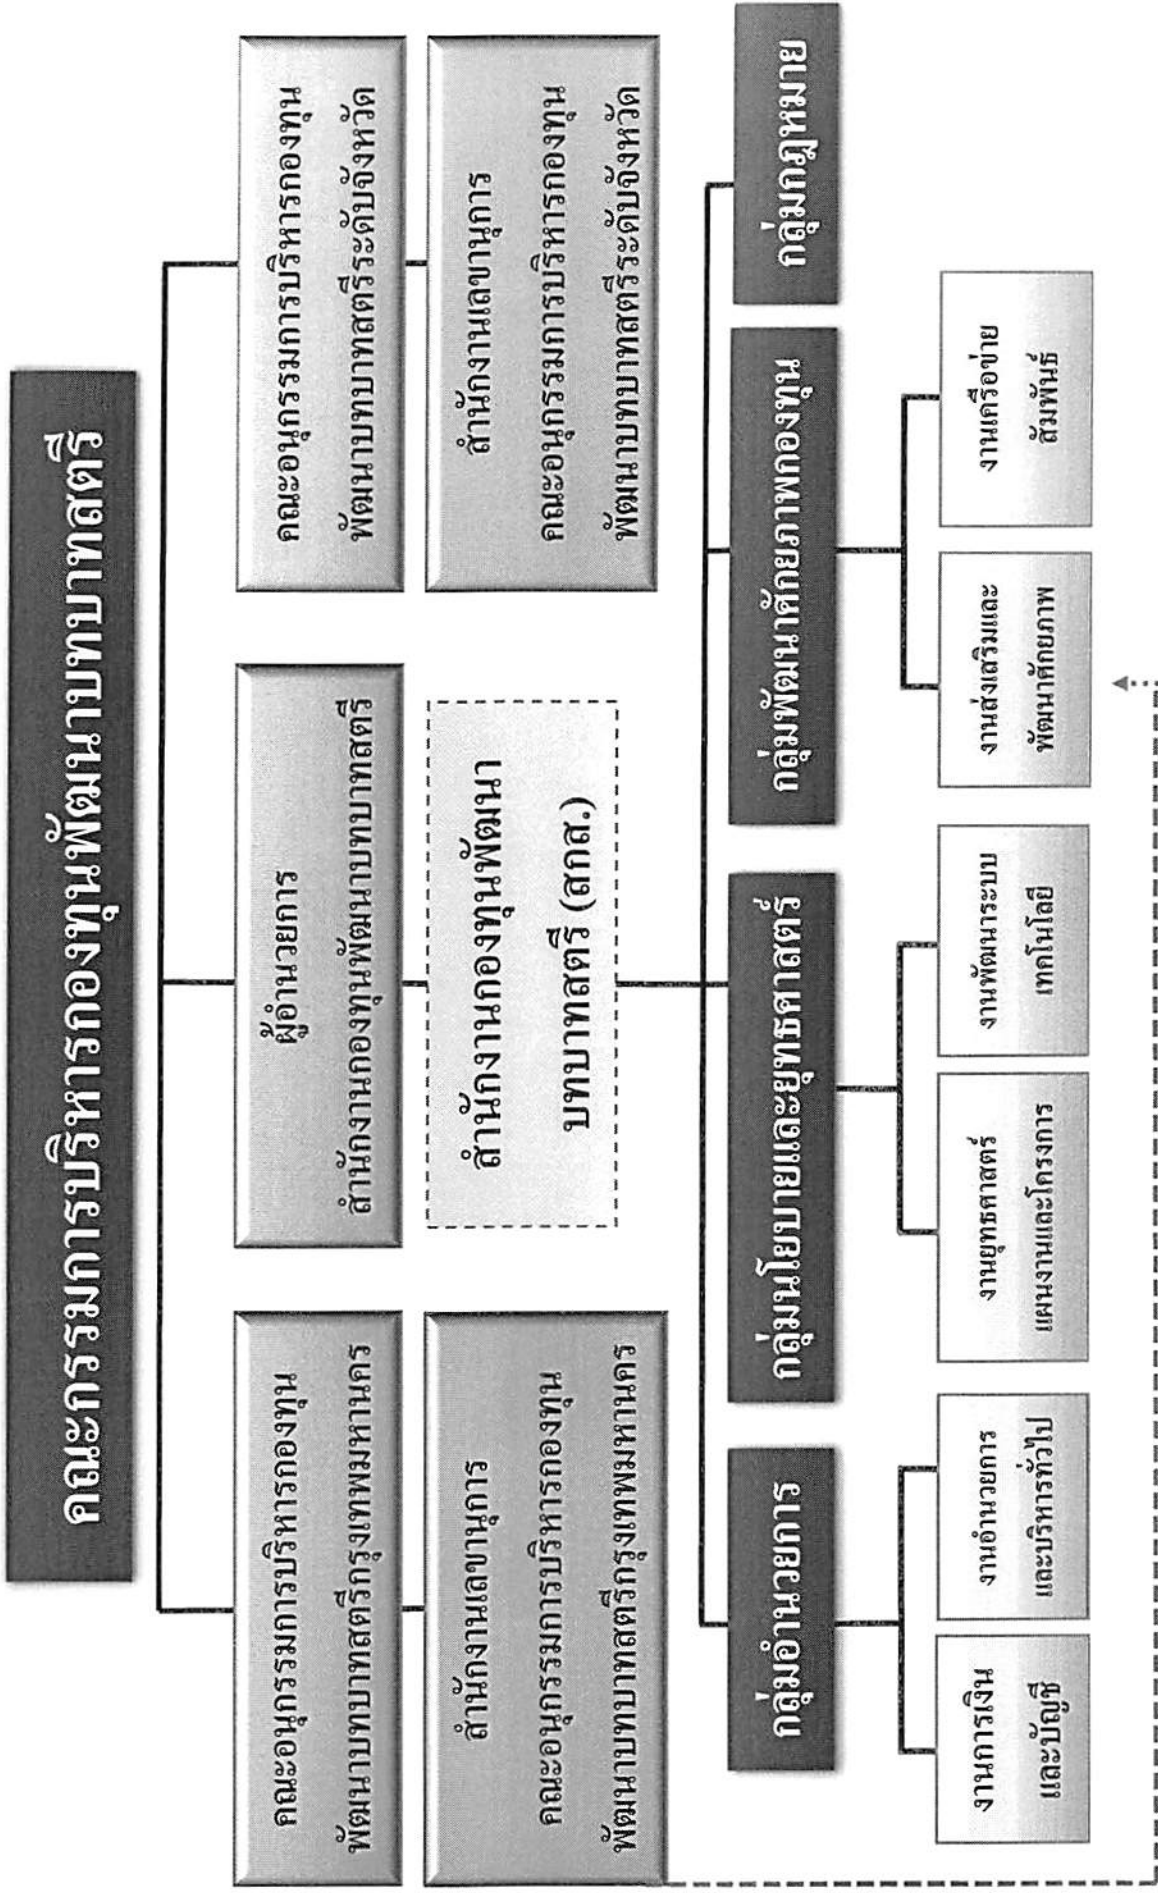 คณะกรรมการบริหารกองทุนพัฒนาบทบาทสตรี
คณะอนุกรรมการบริหารกองทุน
พัฒนาบทบาทสตรีกรุงเทพมหานคร
ผู้อำนวยการ
สำนักงานกองทุนพัฒนาบทบาทสตรี
คณะอนุกรรมการบริหารกองทุน
พัฒนาบทบาทสตรีระดับจังหวัด
สำนักงานเลขานุการ
คณะอนุกรรมการบริหารกองทุน
พัฒนาบทบาทสตรีกรุงเทพมหานคร
สำนักงานกองทุนพัฒนา
บทบาทสตรี (สกส.)
สำนักงานเลขานุการ
คณะอนุกรรมการบริหารกองทุน
พัฒนาบทบาทสตรีระดับจังหวัด
กลุ่มอำนวยการ
กลุ่มนโยบายและยุทธศาสตร์
กลุ่มพัฒนาศักยภาพกองทุน
กลุ่มกฎหมาย
งานการเงิน
และบัญชี
งานอำนวยการ
และบริหารทั่วไป
งานยุทธศาสตร์
แผนงานและโครงการ
งานพัฒนาระบบ
เทคโนโลยี
งานส่งเสริมและ
พัฒนาศักยภาพ
งานเครือข่าย
สัมพันธ์